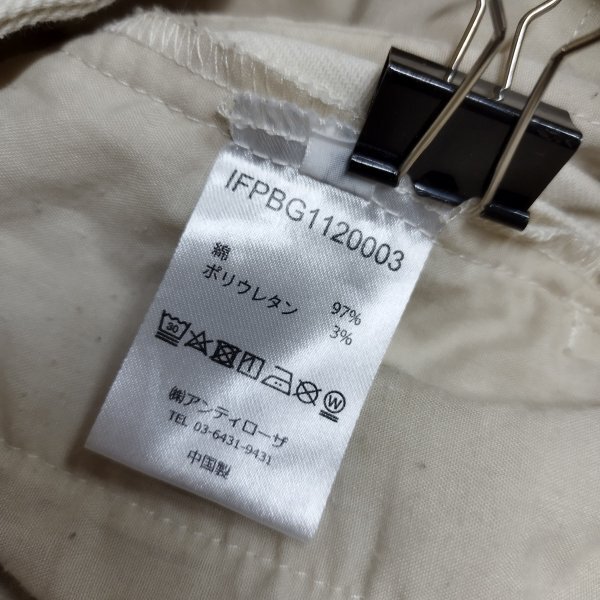 IFPBG1120003
綿 97%
ポリウレタン 3%
30 W
㈱アンティローザ
TEL 03-6431-9431
中国製